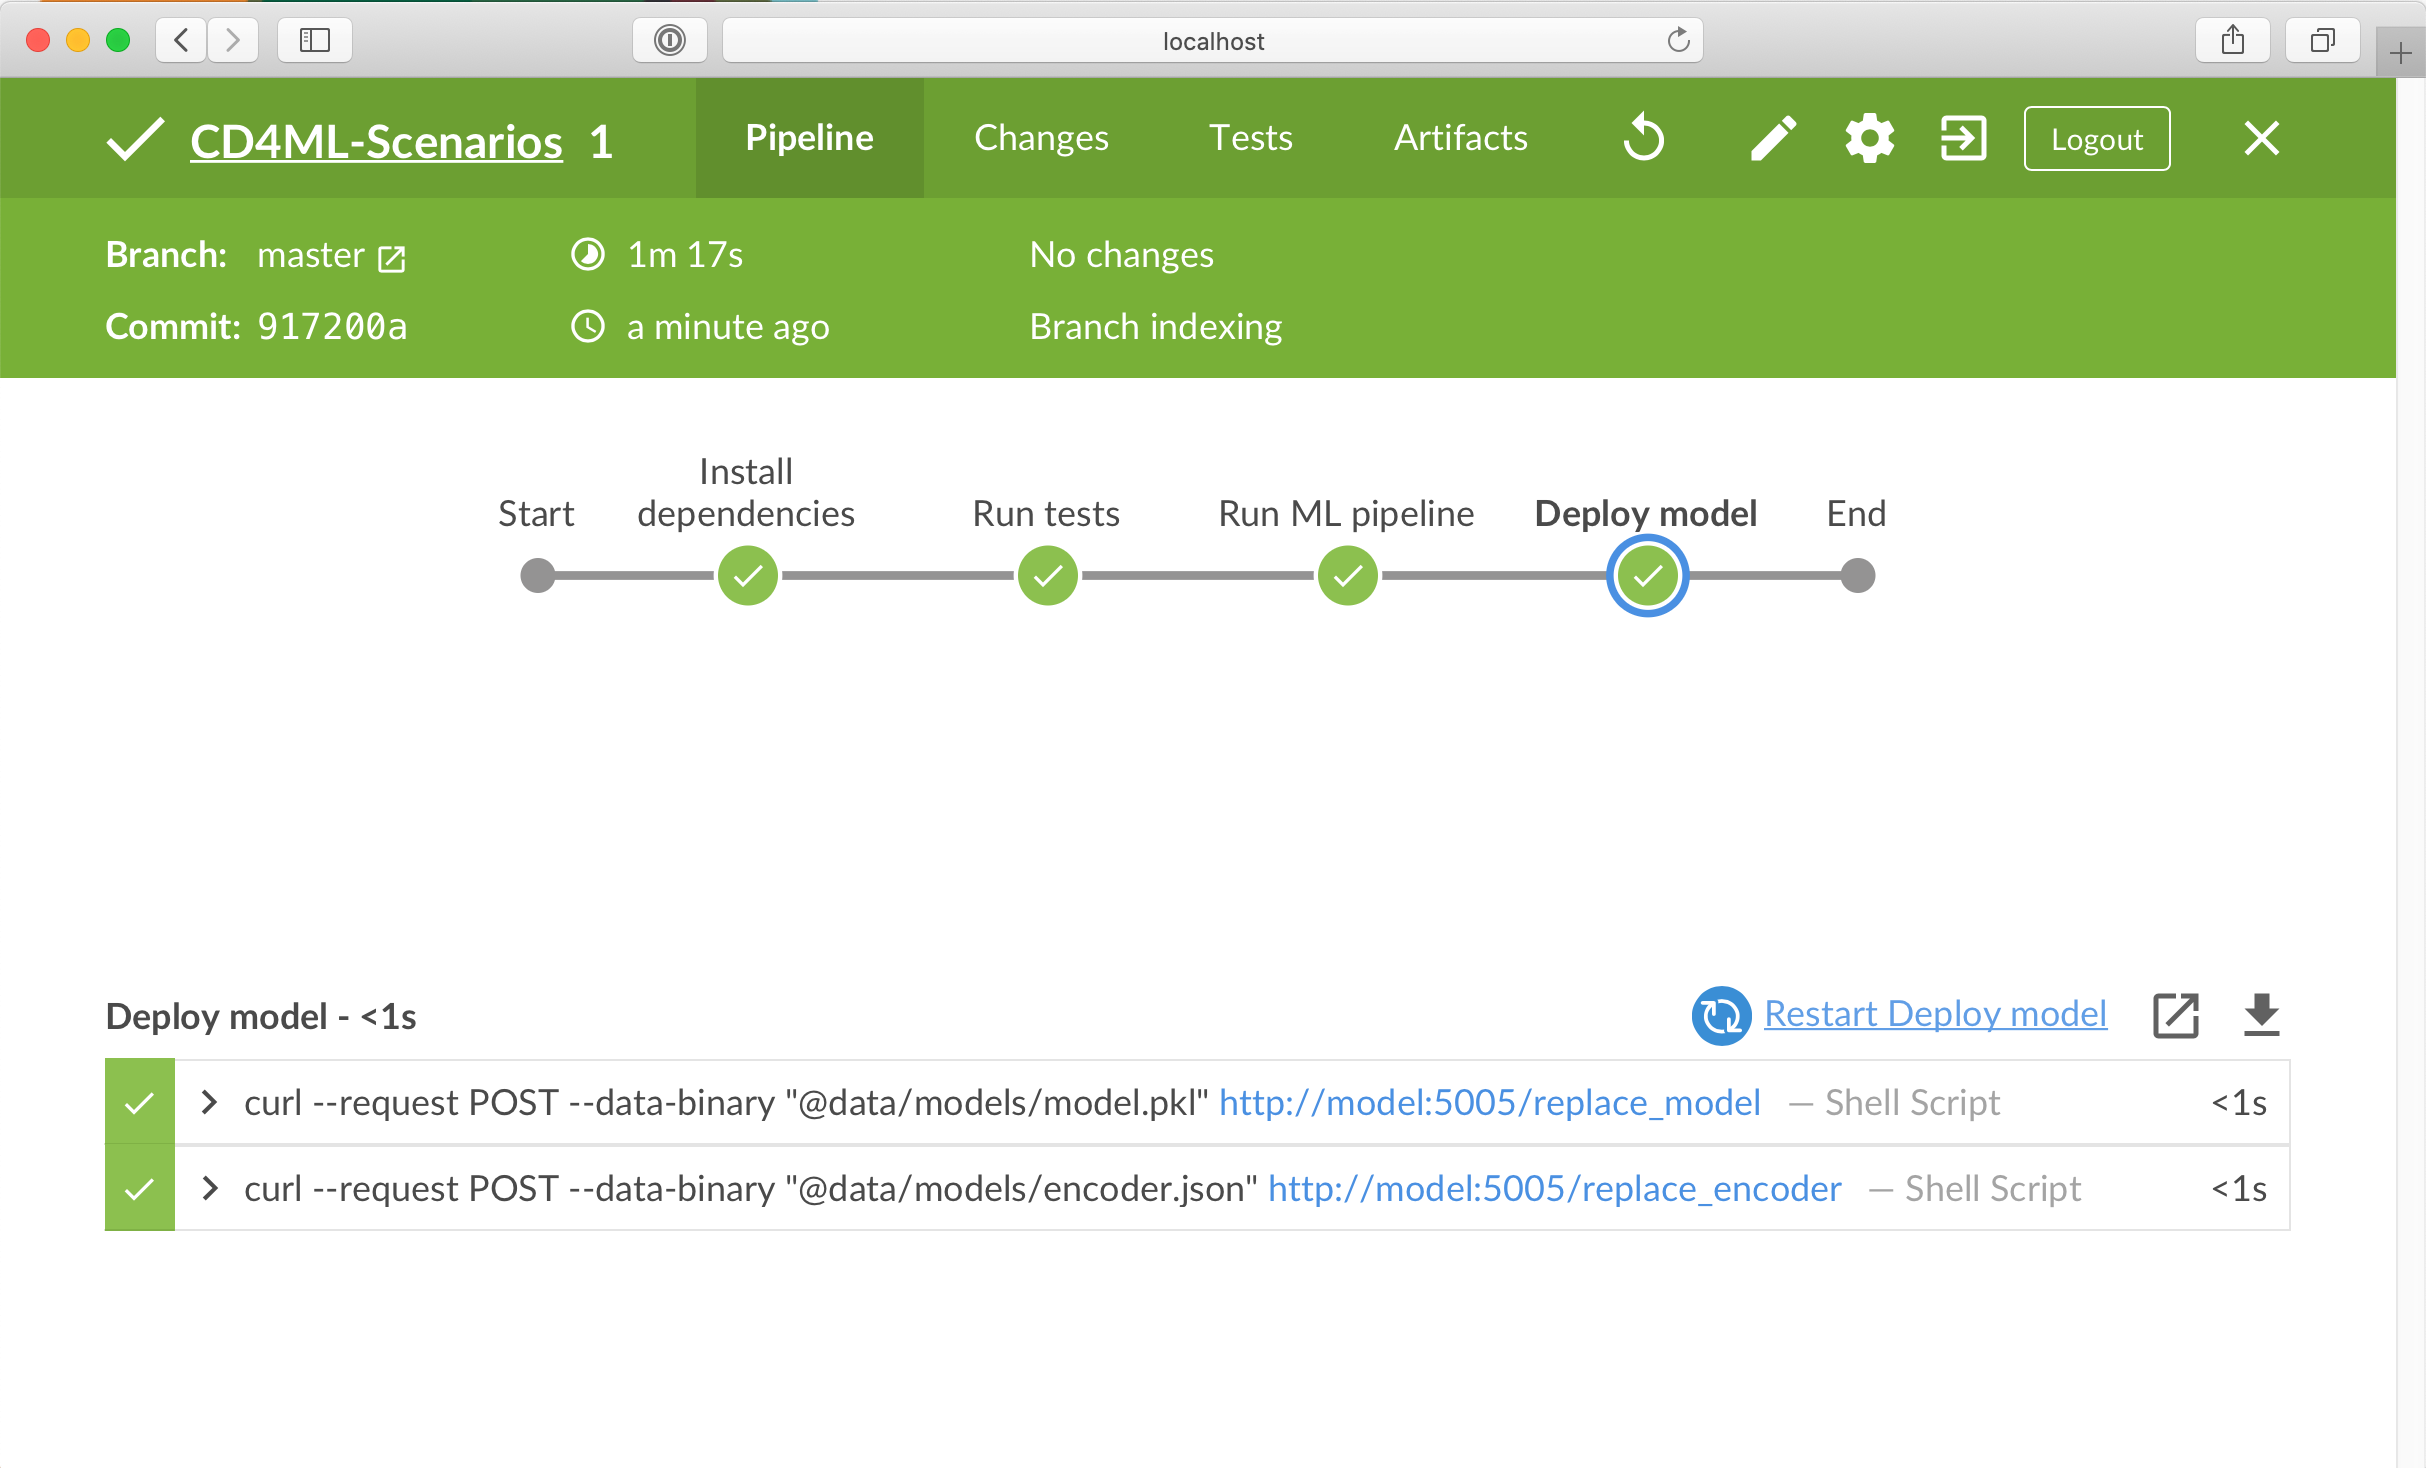 localhost
CD4ML-Scenarios 1 Pipeline Changes Tests Artifacts Logout
Branch: master 1m 17s No changes
Commit: 917200a a minute ago Branch indexing
Install
Start dependencies Run tests Run ML pipeline Deploy model End
Deploy model - <1s Restart Deploy model
curl --request POST --data-binary "@data/models/model.pkl" http://model:5005/replace_model — Shell Script <1s
curl --request POST --data-binary "@data/models/encoder.json" http://model:5005/replace_encoder — Shell Script <1s